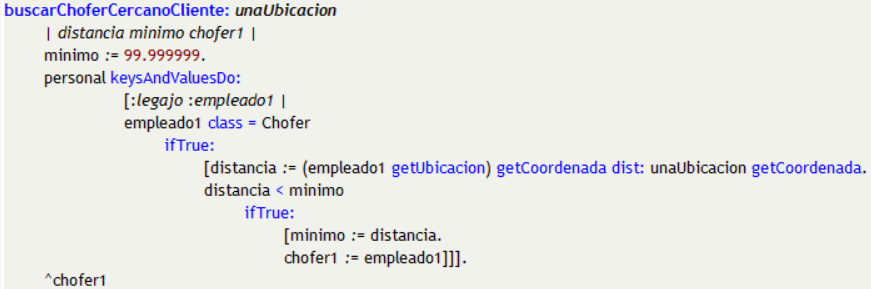 buscarChoferCercanoCliente: unaUbicacion
| distancia minimo chofer1 |
minimo := 99.999999.
personal keysAndValuesDo:
[:legajo :empleado1 |
empleado1 class = Chofer
ifTrue:
[distancia := (empleado1 getUbicacion) getCoordenada dist: unaUbicacion getCoordenada.
distancia < minimo
ifTrue:
[minimo := distancia.
chofer1 := empleado1]]].
^chofer1